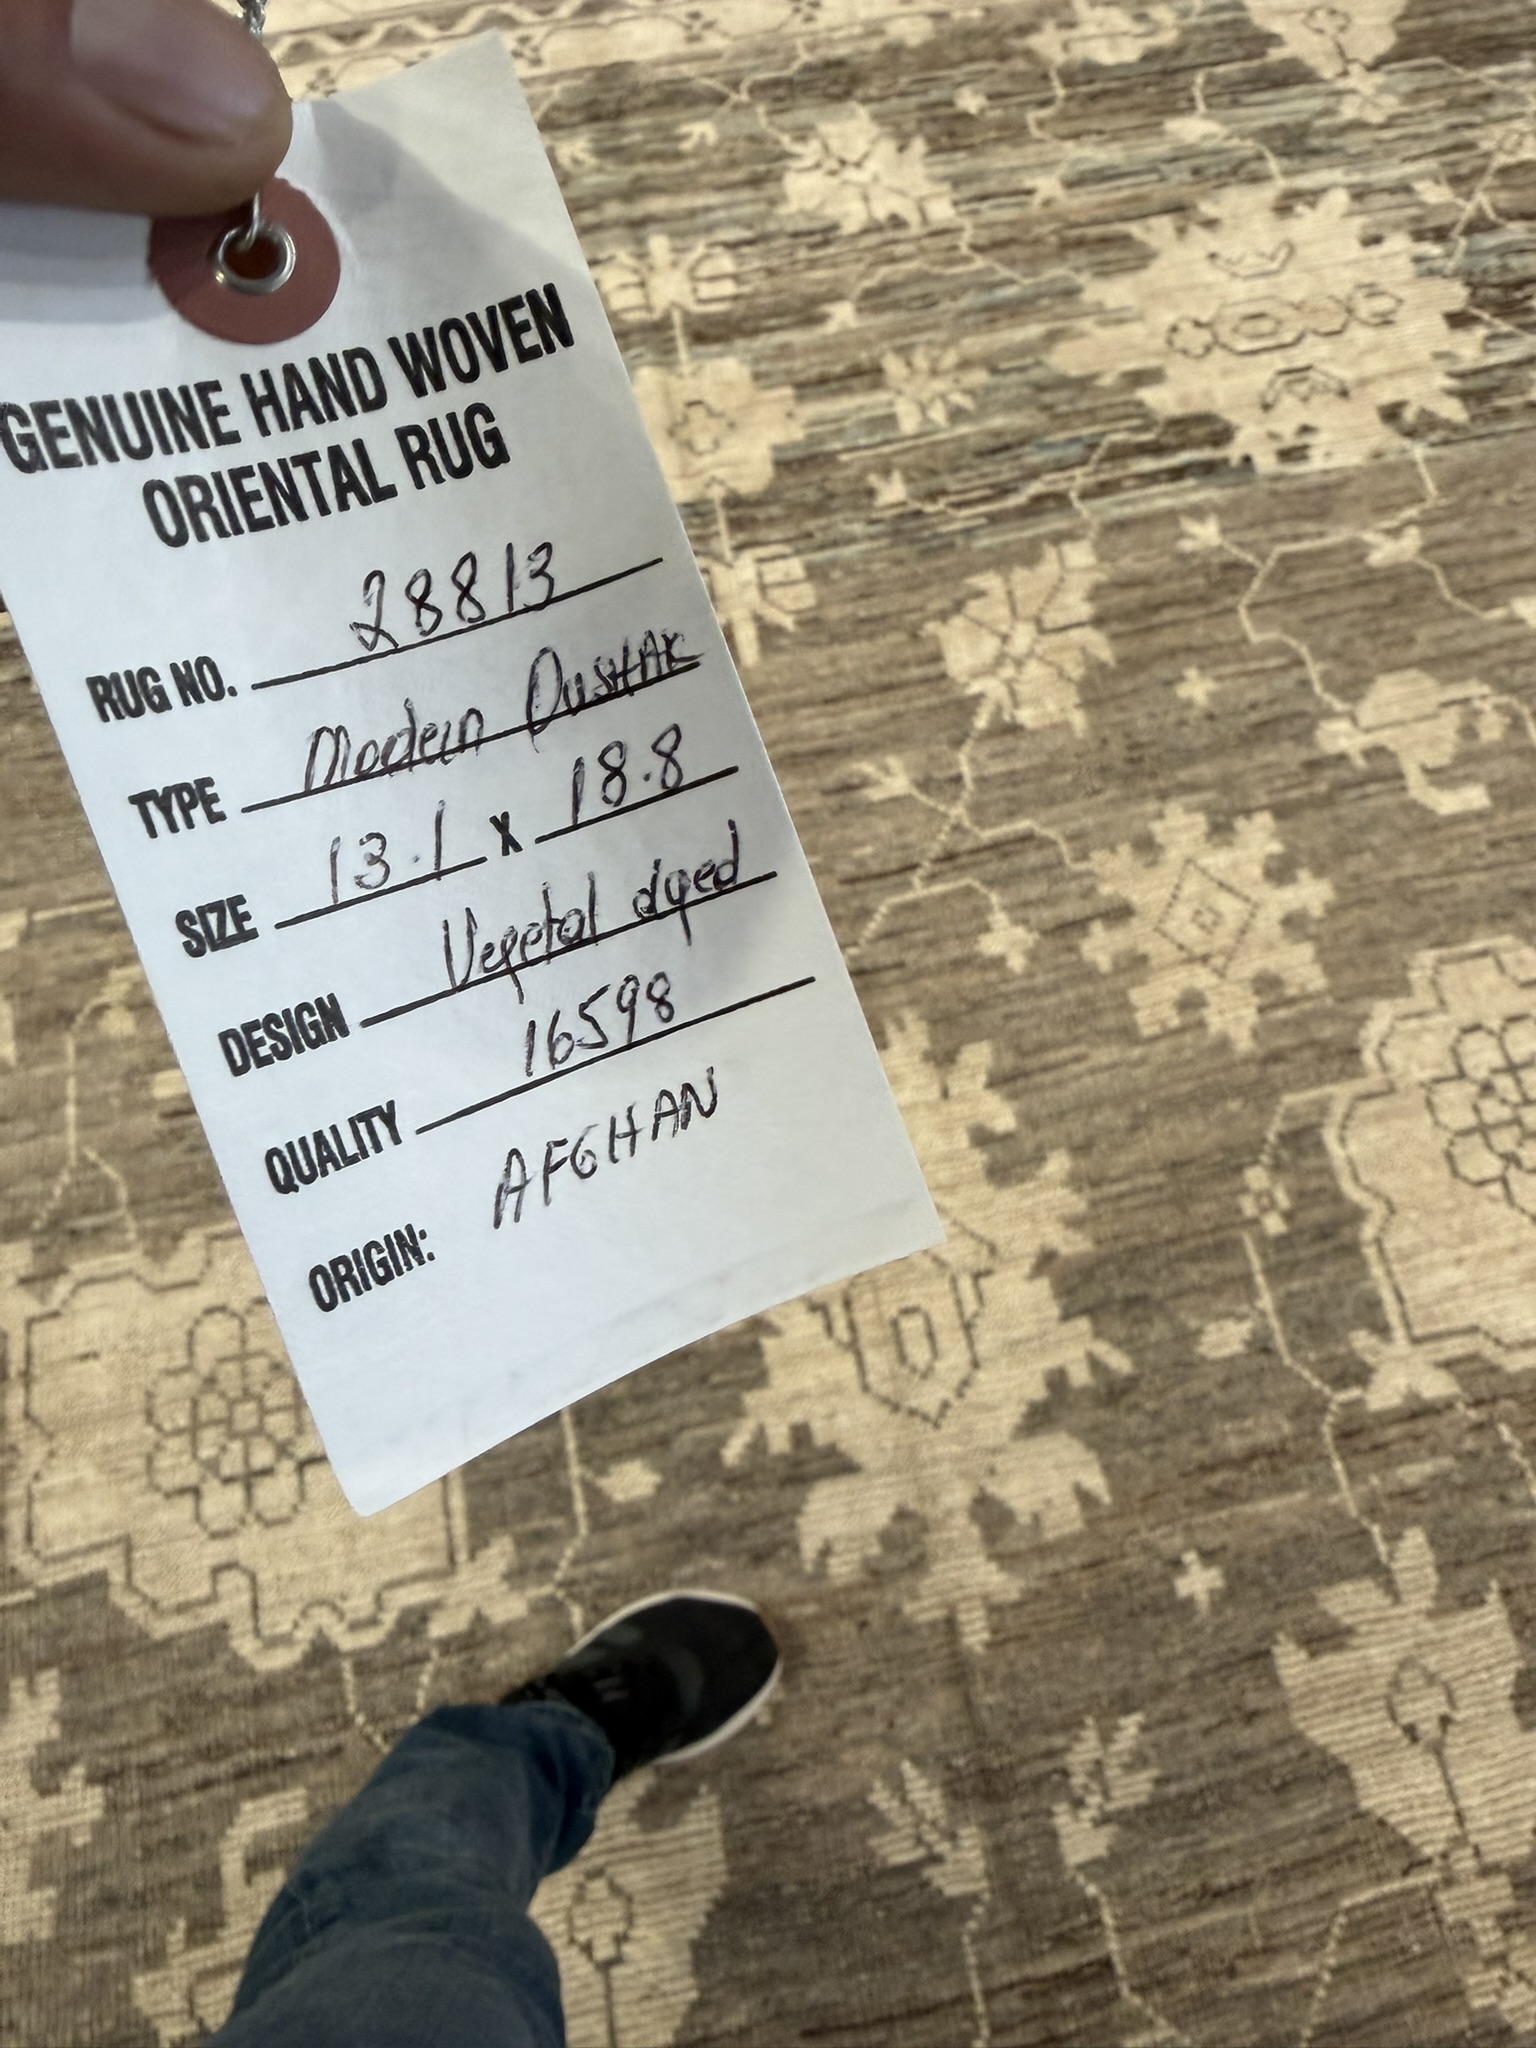 GENUINE HAND WOVEN
ORIENTAL RUG
RUG NO. 28813
TYPE Modern OushAk
SIZE 13.1 X 18.8
DESIGN Vegetal dyed
QUALITY 16598
ORIGIN: AFGHAN